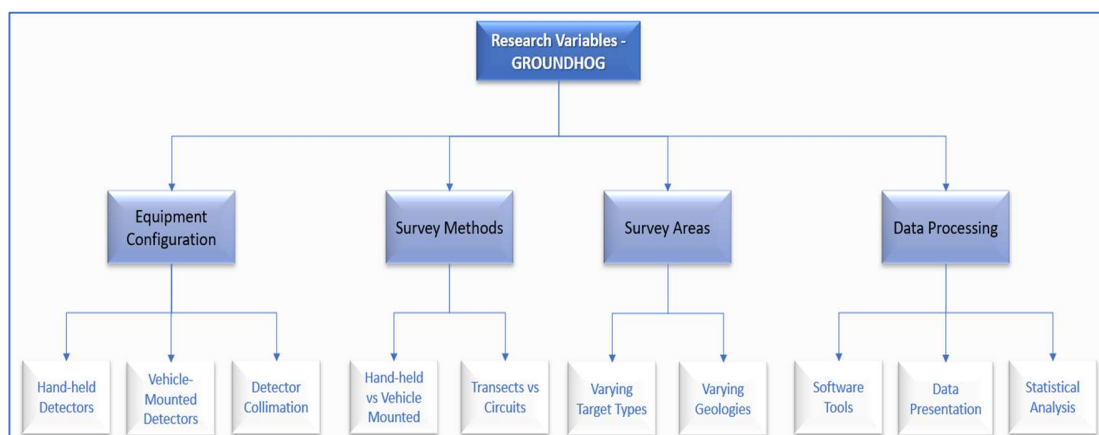 Research Variables -
GROUNDHOG
Equipment
Configuration
Survey Methods
Survey Areas
Data Processing
Hand-held
Detectors
Vehicle-
Mounted
Detectors
Detector
Collimation
Hand-held
vs Vehicle
Mounted
Transects vs
Circuits
Varying
Target Types
Varying
Geologies
Software
Tools
Data
Presentation
Statistical
Analysis